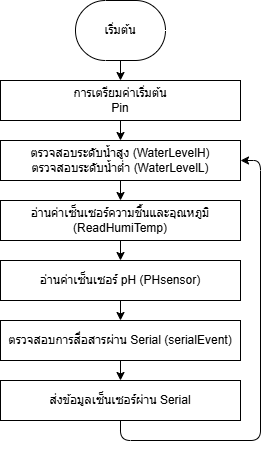 เริ่มต้น
การเตรียมค่าเริ่มต้น
Pin
ตรวจสอบระดับน้ำสูง (WaterLevelH)
ตรวจสอบระดับน้ำต่ำ (WaterLevelL)
อ่านค่าเซ็นเซอร์ความชื้นและอุณหภูมิ
(ReadHumiTemp)
อ่านค่าเซ็นเซอร์ pH (PHsensor)
ตรวจสอบการสื่อสารผ่าน Serial (serialEvent)
ส่งข้อมูลเซ็นเซอร์ผ่าน Serial